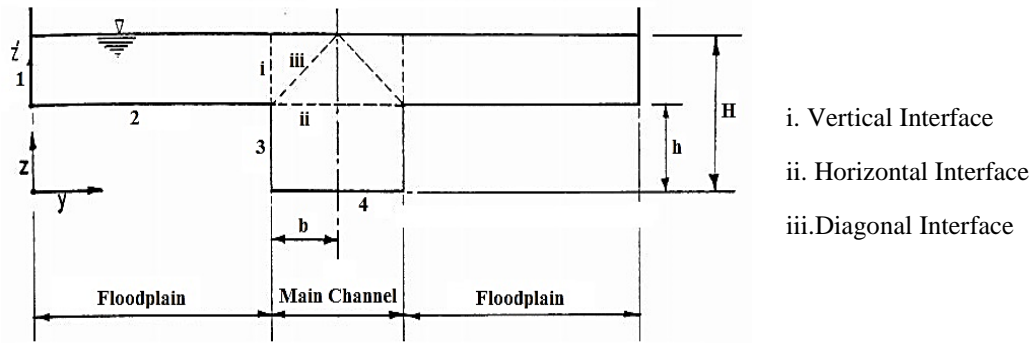 i
iii
1
2
ii
3
z
y
4
b
h
H
Floodplain
Main Channel
Floodplain
i. Vertical Interface
ii. Horizontal Interface
iii.Diagonal Interface